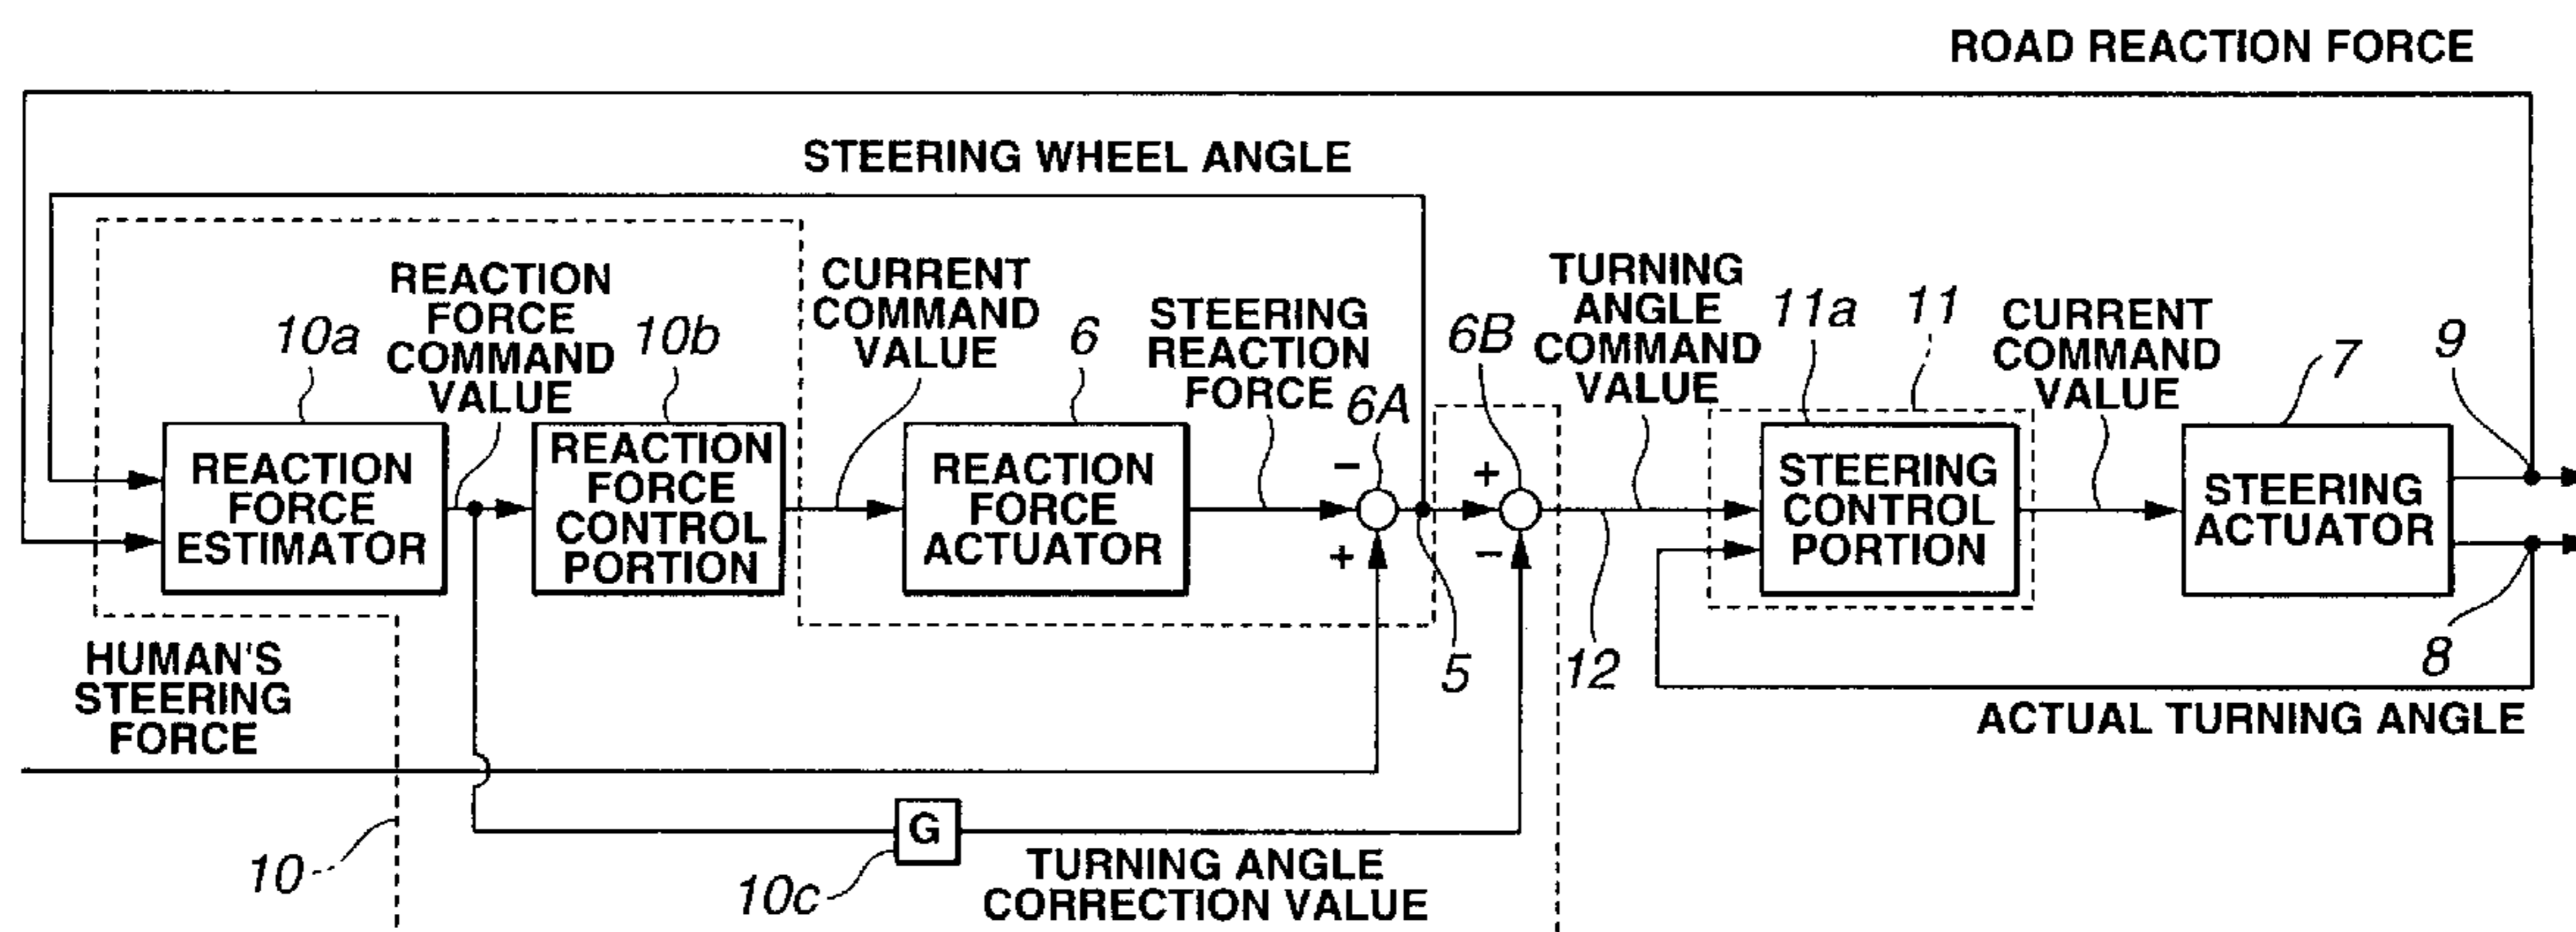 ROAD REACTION FORCE
STEERING WHEEL ANGLE
REACTION
FORCE
COMMAND
VALUE
CURRENT
COMMAND
VALUE
STEERING
REACTION
FORCE
TURNING
ANGLE
COMMAND
VALUE
CURRENT
COMMAND
VALUE
10a
10b
6
6A
6B
11a
11
7
9
REACTION
FORCE
ESTIMATOR
REACTION
FORCE
CONTROL
PORTION
REACTION
FORCE
ACTUATOR
−
+
+
−
STEERING
CONTROL
PORTION
STEERING
ACTUATOR
5
12
8
HUMAN'S
STEERING
FORCE
ACTUAL TURNING ANGLE
10
G
10c
TURNING ANGLE
CORRECTION VALUE